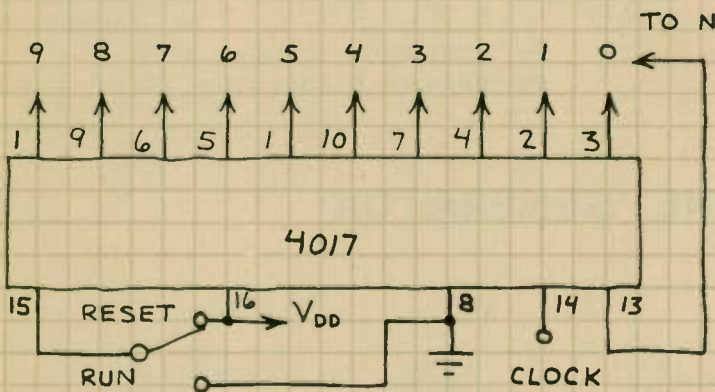 TO N
9 8 7 6 5 4 3 2 1 0
1 9 6 5 1 10 7 4 2 3
4017
15 16 8 14 13
RESET VDD
RUN CLOCK